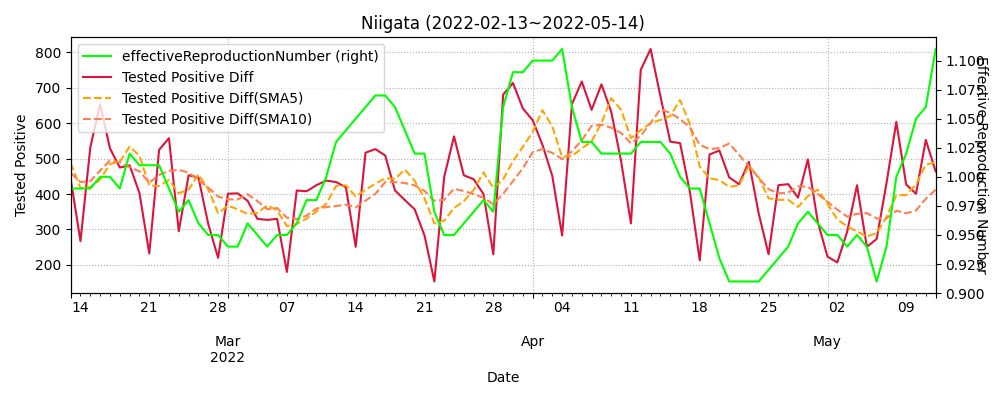 Niigata (2022-02-13~2022-05-14)
effectiveReproductionNumber (right)
Tested Positive Diff
Tested Positive Diff(SMA5)
Tested Positive Diff(SMA10)
Tested Positive
800
700
600
500
400
300
200
1.100
1.075
1.050
1.025
1.000
0.975
0.950
0.925
0.900
Effective Reproduction Number
14 21 28 07 14 21 28 04 11 18 25 02 09
Mar Apr May
2022
Date